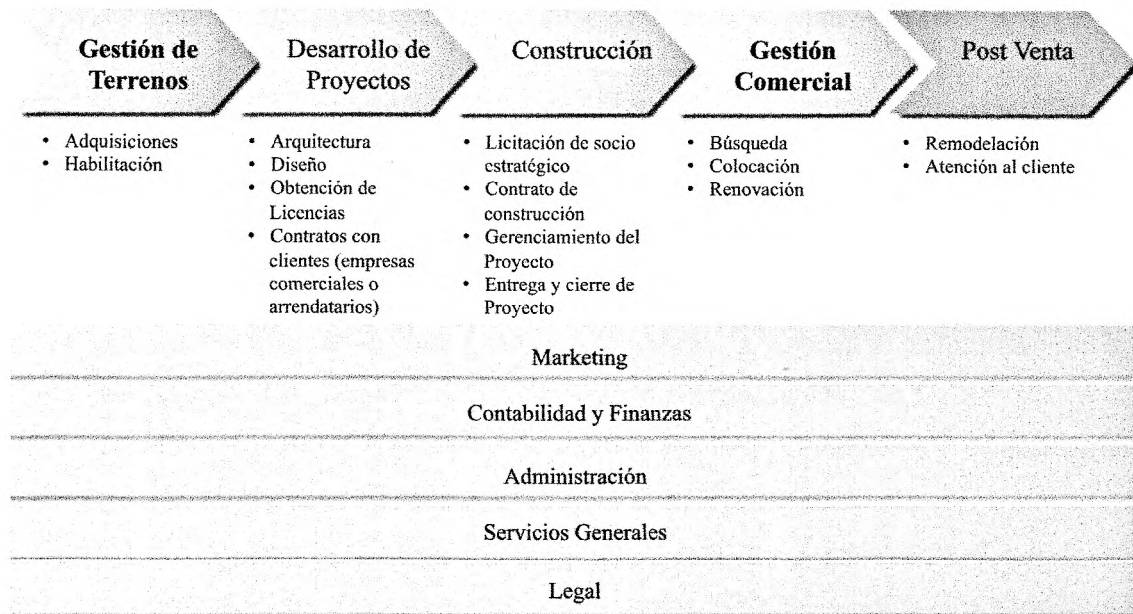 Gestión de
Terrenos
Desarrollo de
Proyectos
Construcción
Gestión
Comercial
Post Venta
• Adquisiciones
• Habilitación
• Arquitectura
• Diseño
• Obtención de
Licencias
• Contratos con
clientes (empresas
comerciales o
arrendatarios)
• Licitación de socio
estratégico
• Contrato de
construcción
• Gerenciamiento del
Proyecto
• Entrega y cierre de
Proyecto
• Búsqueda
• Colocación
• Renovación
• Remodelación
• Atención al cliente
Marketing
Contabilidad y Finanzas
Administración
Servicios Generales
Legal